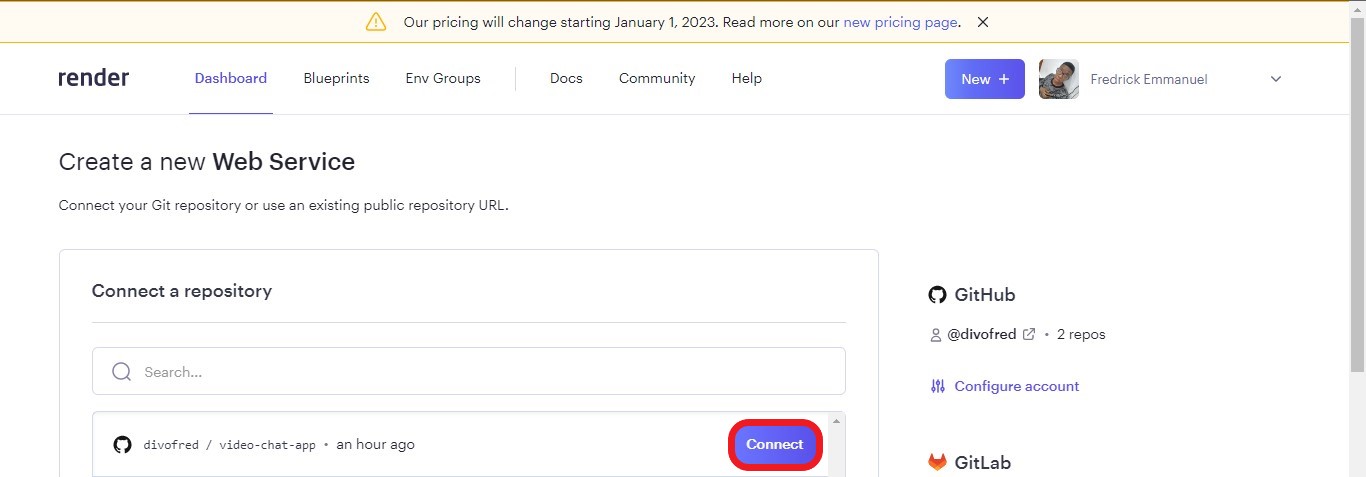 Our pricing will change starting January 1, 2023. Read more on our new pricing page.
render Dashboard Blueprints Env Groups Docs Community Help New + Fredrick Emmanuel
Create a new Web Service
Connect your Git repository or use an existing public repository URL.
Connect a repository
Search...
divofred / video-chat-app • an hour ago Connect
GitHub
@divofred • 2 repos
Configure account
GitLab